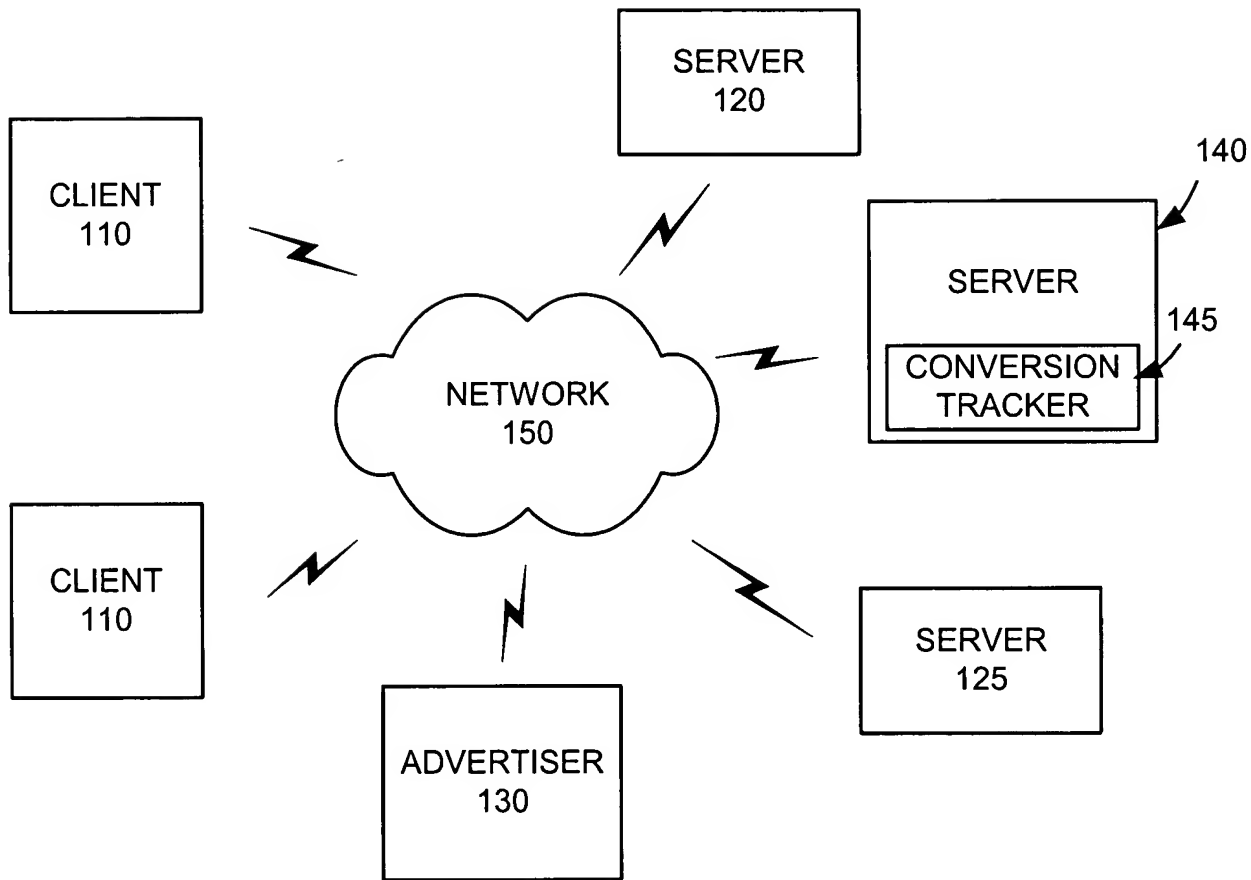 SERVER
120
CLIENT
110
140
SERVER
145
CONVERSION
TRACKER
NETWORK
150
CLIENT
110
SERVER
125
ADVERTISER
130